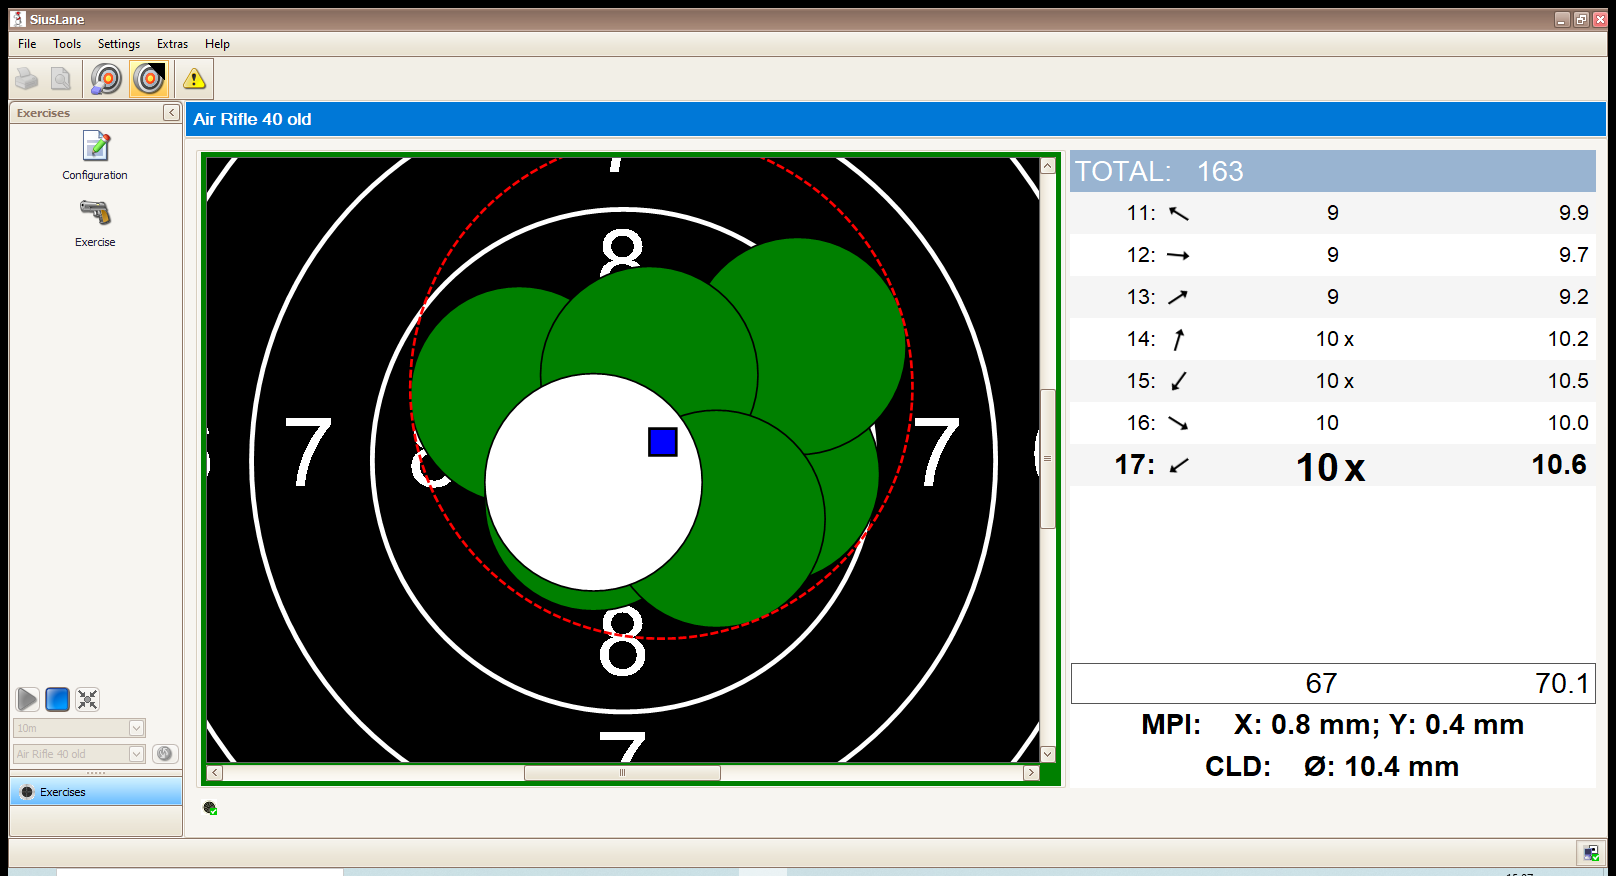 SiusLane
File Tools Settings Extras Help
Exercises
Configuration
Exercise
10m
Air Rifle 40 old
Exercises
Air Rifle 40 old
7
8
7
7
8
7
TOTAL: 163
11: 9 9.9
12: 9 9.7
13: 9 9.2
14: 10 x 10.2
15: 10 x 10.5
16: 10 10.0
17: 10 x 10.6
67 70.1
MPI: X: 0.8 mm; Y: 0.4 mm
CLD: Ø: 10.4 mm